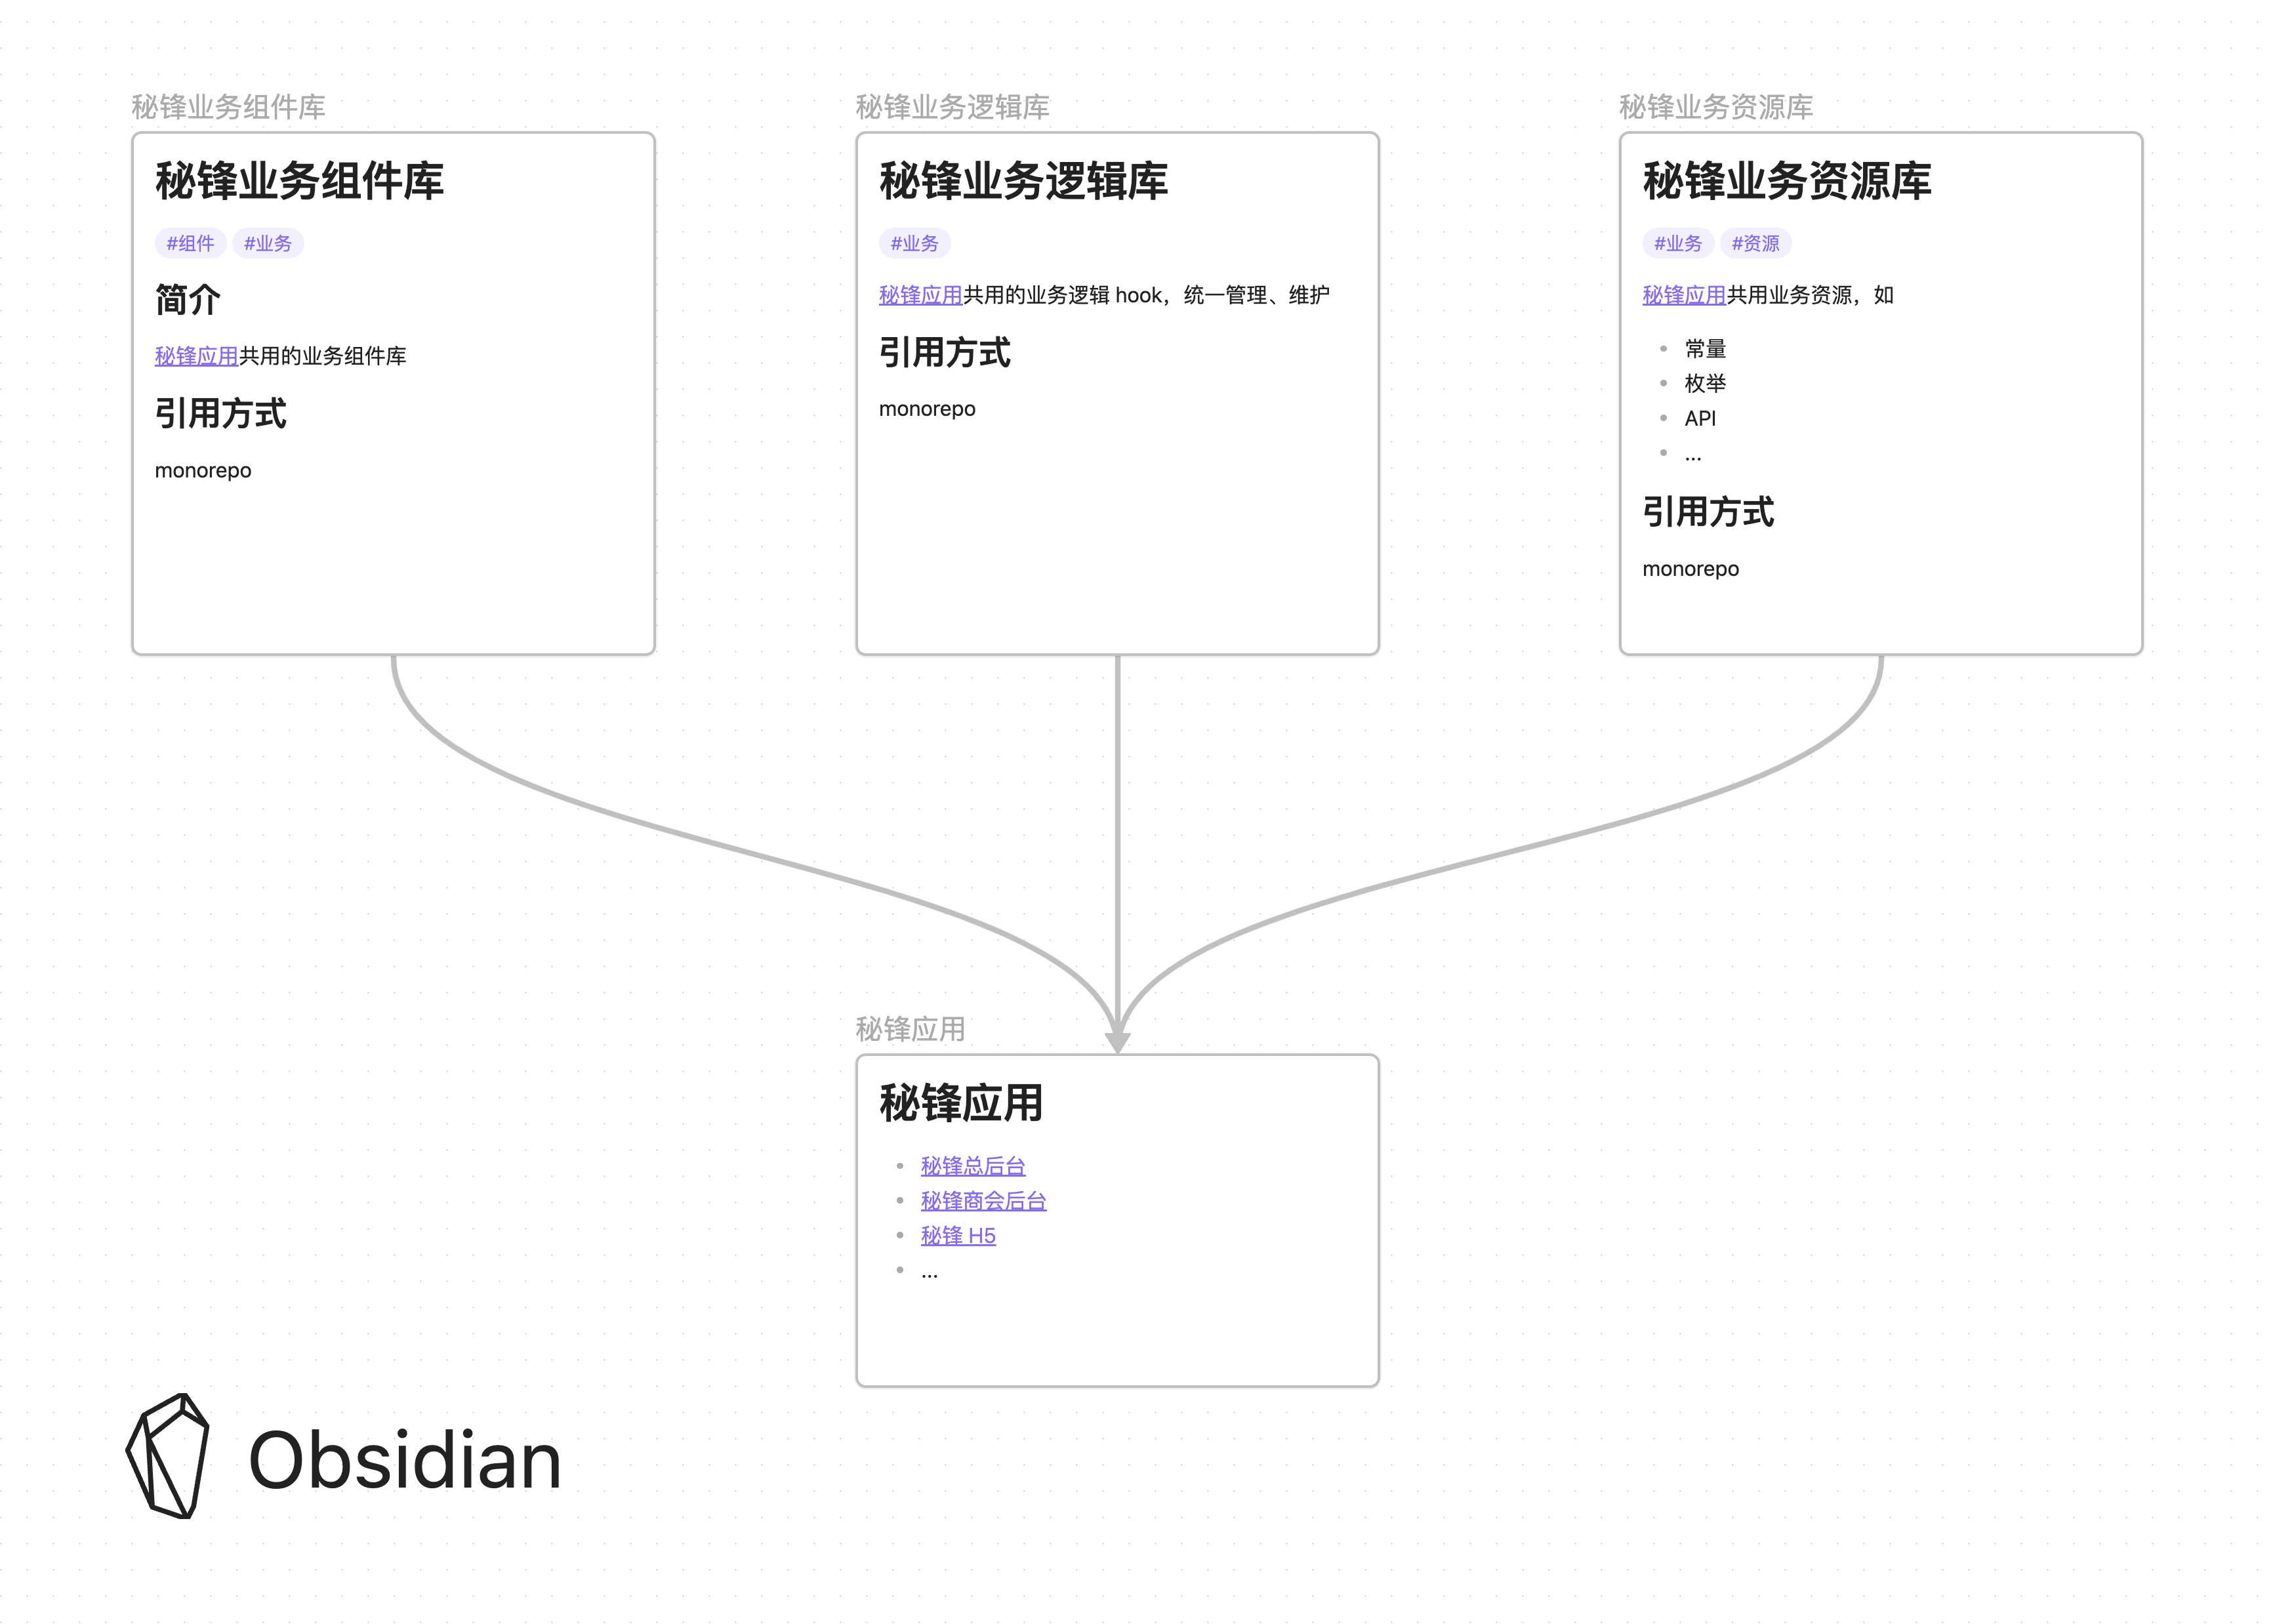 秘锋业务组件库
秘锋业务组件库
#组件 #业务
简介
秘锋应用共用的业务组件库
引用方式
monorepo
秘锋业务逻辑库
秘锋业务逻辑库
#业务
秘锋应用共用的业务逻辑 hook，统一管理、维护
引用方式
monorepo
秘锋业务资源库
秘锋业务资源库
#业务 #资源
秘锋应用共用业务资源，如
常量
枚举
API
...
引用方式
monorepo
秘锋应用
秘锋应用
秘锋总后台
秘锋商会后台
秘锋 H5
...
Obsidian